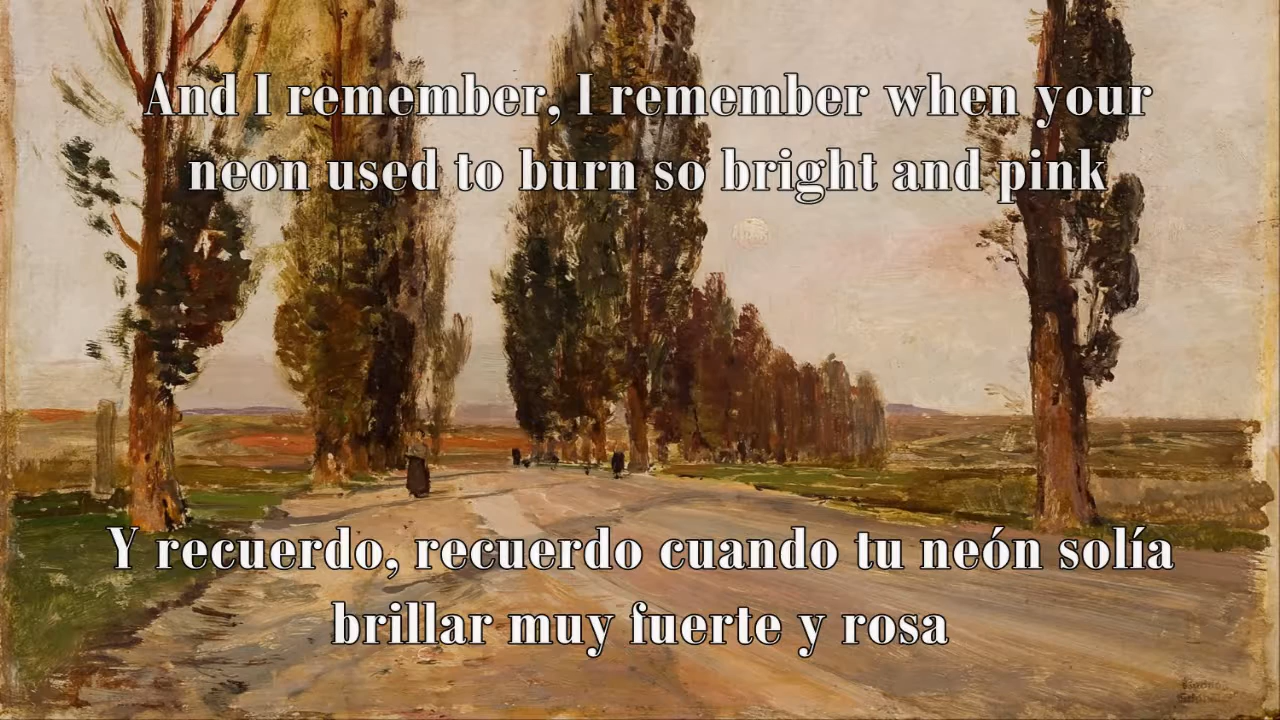 And I remember, I remember when your
neon used to burn so bright and pink
Y recuerdo, recuerdo cuando tu neón solía
brillar muy fuerte y rosa